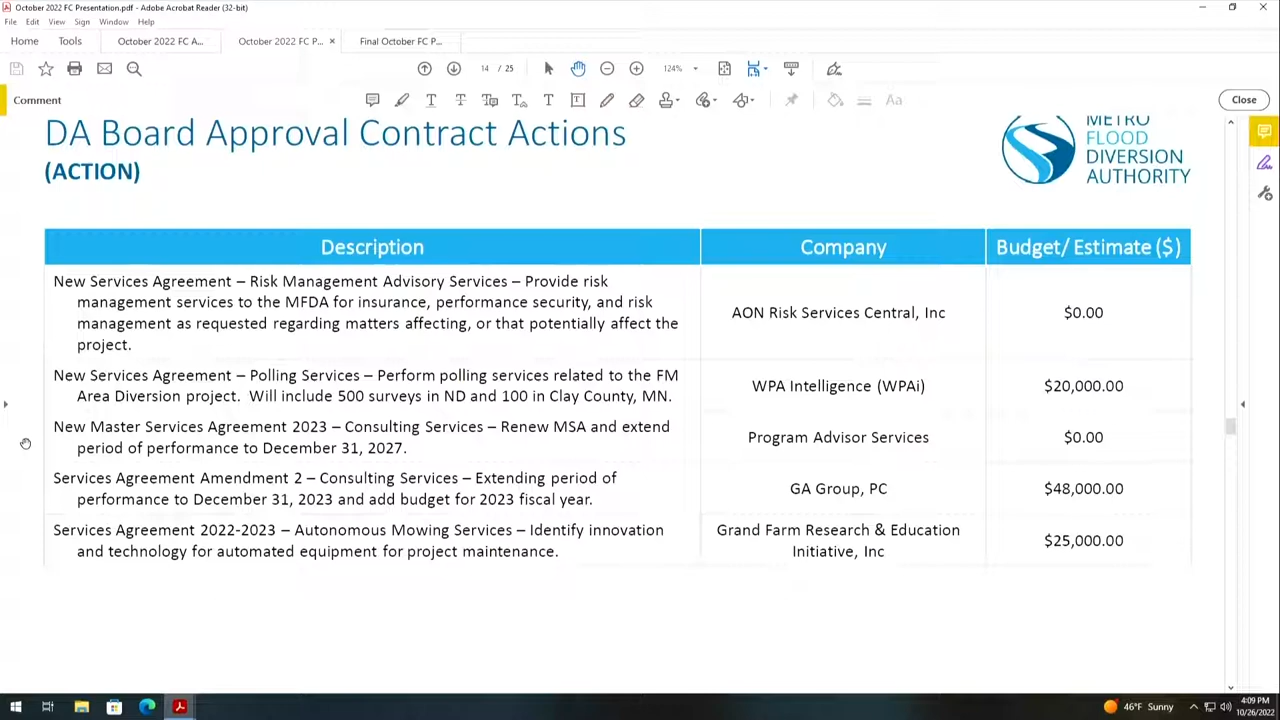 October 2022 FC Presentation.pdf - Adobe Acrobat Reader (32-bit)
File Edit View Sign Window Help
Home Tools October 2022 FC A... October 2022 FC P... × Final October FC P...
14 / 25 124%
Comment Close
DA Board Approval Contract Actions
(ACTION)
METRO
FLOOD
DIVERSION
AUTHORITY
Description Company Budget/ Estimate ($)
New Services Agreement – Risk Management Advisory Services – Provide risk
management services to the MFDA for insurance, performance security, and risk
management as requested regarding matters affecting, or that potentially affect the
project.
AON Risk Services Central, Inc $0.00
New Services Agreement – Polling Services – Perform polling services related to the FM
Area Diversion project. Will include 500 surveys in ND and 100 in Clay County, MN.
WPA Intelligence (WPAi) $20,000.00
New Master Services Agreement 2023 – Consulting Services – Renew MSA and extend
period of performance to December 31, 2027.
Program Advisor Services $0.00
Services Agreement Amendment 2 – Consulting Services – Extending period of
performance to December 31, 2023 and add budget for 2023 fiscal year.
GA Group, PC $48,000.00
Services Agreement 2022-2023 – Autonomous Mowing Services – Identify innovation
and technology for automated equipment for project maintenance.
Grand Farm Research & Education
Initiative, Inc
$25,000.00
46°F Sunny
4:09 PM
10/26/2022